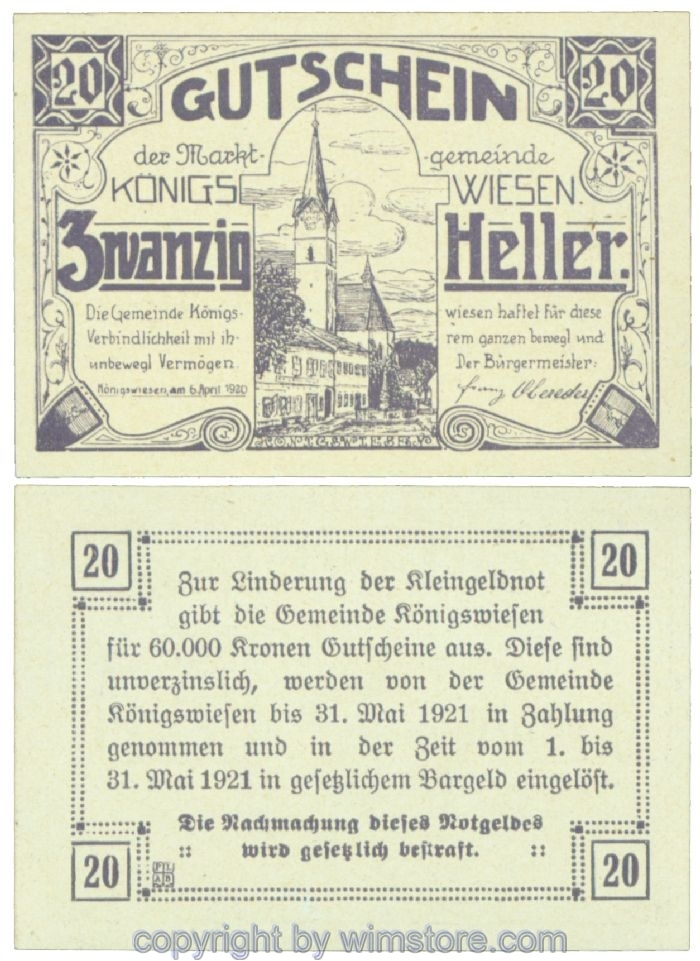 20 GUTSCHEIN 20
der Markt- gemeinde
KÖNIGS WIESEN.
Zwanzig Heller.
Die Gemeinde Königs- wiesen haftet für diese
Verbindlichkeit mit ih- rem ganzen bewegl und
unbewegl Vermögen. Der Bürgermeister:
Königswiesen, am 6 April 1920
KÖNIGSWIESEN
20 20
Zur Linderung der Kleingeldnot
gibt die Gemeinde Königswiesen
für 60.000 Kronen Gutscheine aus. Diese sind
unverzinslich, werden von der Gemeinde
Königswiesen bis 31. Mai 1921 in Zahlung
genommen und in der Zeit vom 1. bis
31. Mai 1921 in gesetzlichem Bargeld eingelöst.
Die Nachmachung dieses Notgeldes
:: wird gesetzlich bestraft. ::
20 20
copyright by wimstore.com